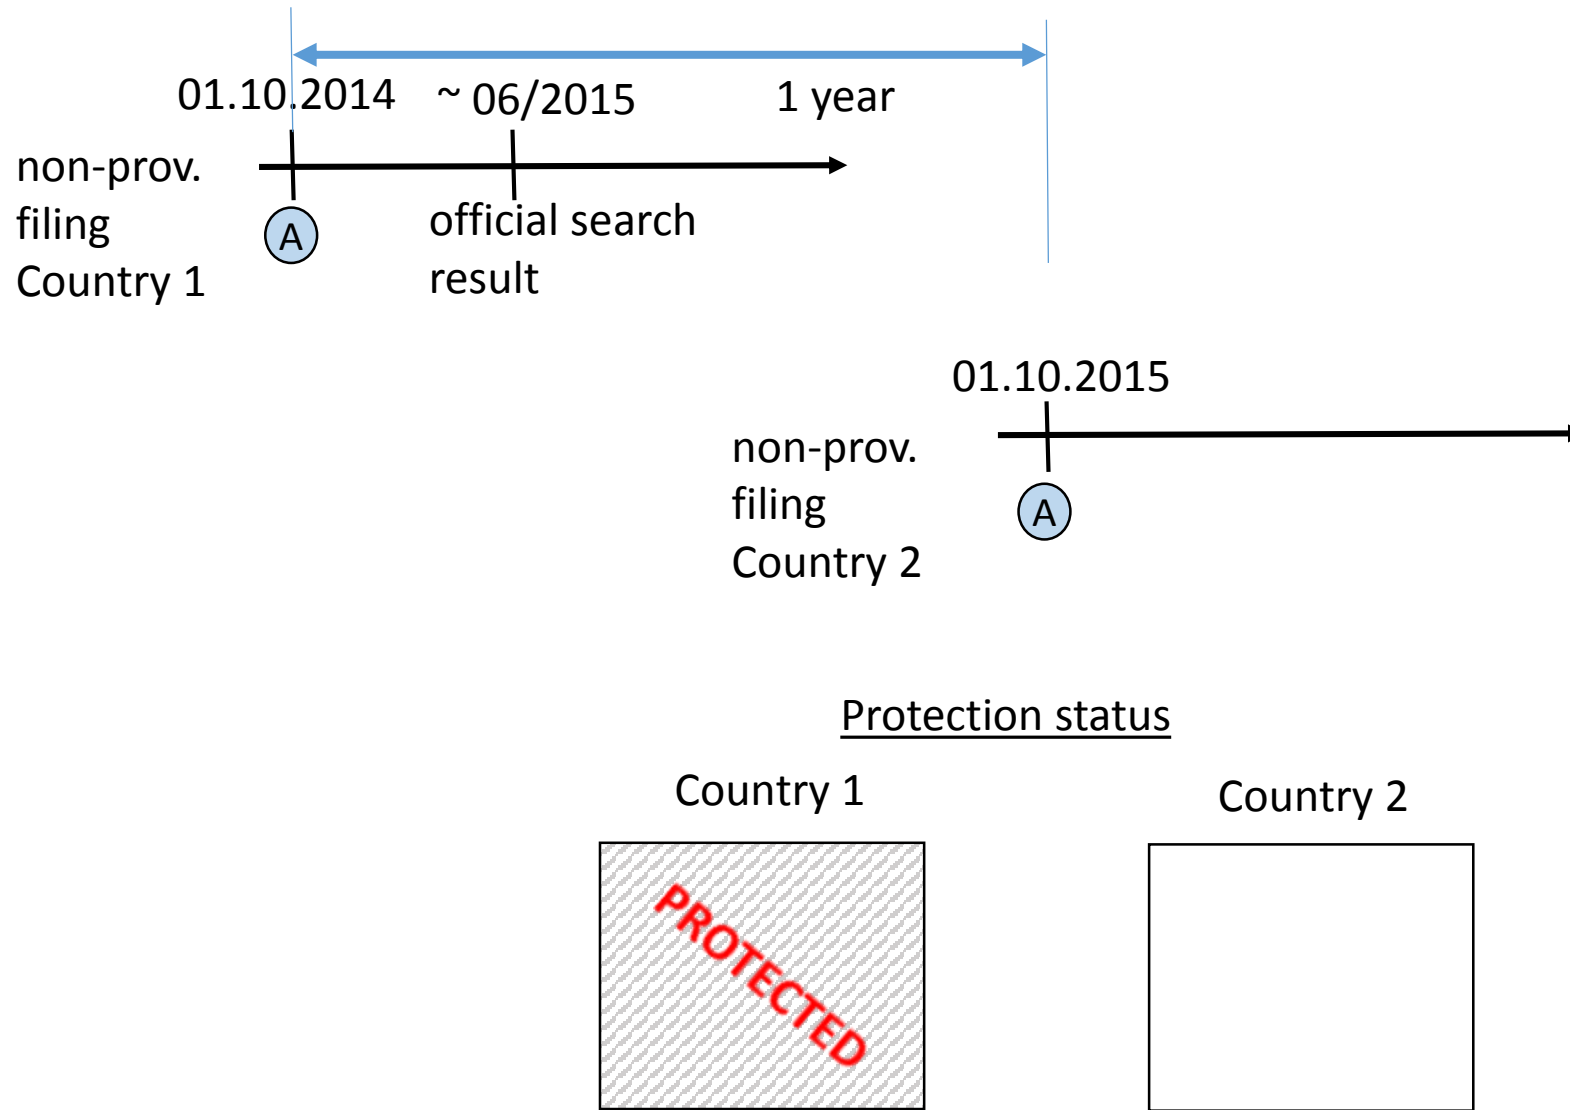 01.10.2014
~ 06/2015
1 year
non-prov.
filing
Country 1
A
official search
result
01.10.2015
non-prov.
filing
Country 2
A
Protection status
Country 1
Country 2
PROTECTED